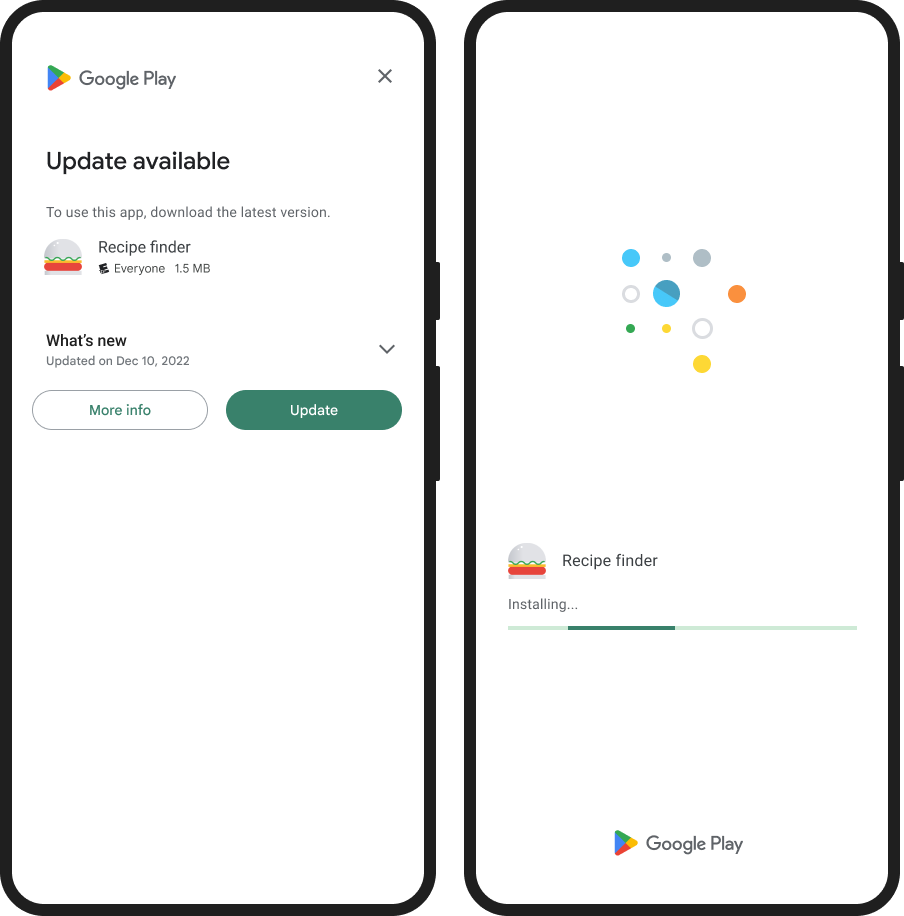 Google Play
Update available
To use this app, download the latest version.
Recipe finder
Everyone 1.5 MB
What's new
Updated on Dec 10, 2022
More info
Update
Recipe finder
Installing...
Google Play